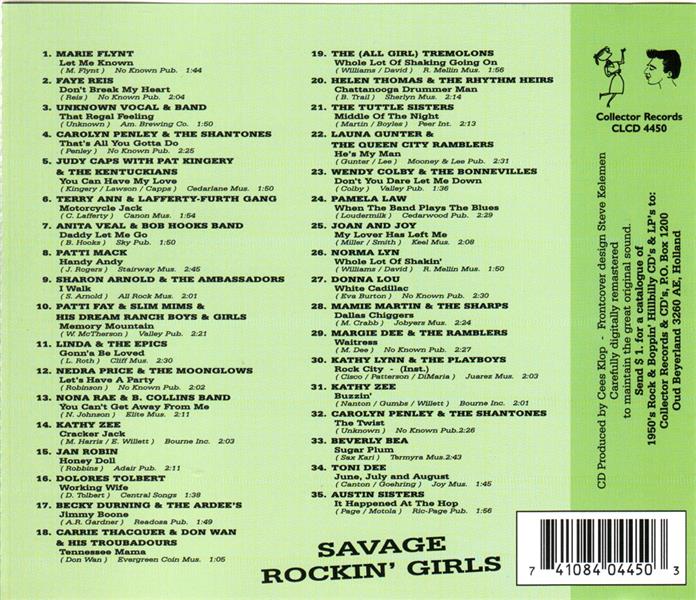 1. MARIE FLYNT
Let Me Known
( M. Flynt ) No Known Pub. 1:44
2. FAYE REIS
Don't Break My Heart
( Reis ) No Known Pub. 2:04
3. UNKNOWN VOCAL & BAND
That Regal Feeling
( Unknown ) Am. Brewing Co. 1:50
4. CAROLYN PENLEY & THE SHANTONES
That's All You Gotta Do
( Penley ) No Known Pub. 2:25
5. JUDY CAPS WITH PAT KINGERY
& THE KENTUCKIANS
You Can Have My Love
( Kingery / Lawson / Capps ) Cedarlane Mus. 1:50
6. TERRY ANN & LAFFERTY-FURTH GANG
Motorcycle Jack
( C. Lafferty ) Canon Mus. 1:54
7. ANITA VEAL & BOB HOOKS BAND
Daddy Let Me Go
( B. Hooks ) Sky Pub. 1:50
8. PATTI MACK
Handy Andy
( J. Rogers ) Stairway Mus. 2:45
9. SHARON ARNOLD & THE AMBASSADORS
I Walk
( S. Arnold ) All Rock Mus. 2:01
10. PATTI FAY & SLIM MIMS &
HIS DREAM RANCH BOYS & GIRLS
Memory Mountain
( W. McTherson ) Valley Pub. 2:21
11. LINDA & THE EPICS
Gonn'a Be Loved
( L. Roth ) Cliff Mus. 2:30
12. NEDRA PRICE & THE MOONGLOWS
Let's Have A Party
( Robinson ) No Known Pub. 2:02
13. NONA RAE & B. COLLINS BAND
You Can't Get Away From Me
( N. Johnson ) Elite Mus. 2:11
14. KATHY ZEE
Cracker Jack
( M. Harris / E. Willett ) Bourne Inc. 2:03
15. JAN ROBIN
Honey Doll
( Robbins ) Adair Pub. 2:11
16. DOLORES TOLBERT
Working Wife
( D. Tolbert ) Central Songs 1:38
17. BECKY DURNING & THE ARDEE'S
Jimmy Boone
( A.R. Gardner ) Readosa Pub. 1:49
18. CARRIE THACQUER & DON WAN
& HIS TROUBADOURS
Tennessee Mama
( Don Wan ) Evergreen Coin Mus. 1:05
19. THE (ALL GIRL) TREMOLONS
Whole Lot Of Shaking Going On
( Williams / David ) R. Mellin Mus. 1:56
20. HELEN THOMAS & THE RHYTHM HEIRS
Chattanooga Drummer Man
( B. Trail ) Sherlyn Mus. 2:14
21. THE TUTTLE SISTERS
Middle Of The Night
( Martin / Boyles ) Peer Int. 2:13
22. LAUNA GUNTER &
THE QUEEN CITY RAMBLERS
He's My Man
( Gunter / Lee ) Mooney & Lee Pub. 2:31
23. WENDY COLBY & THE BONNEVILLES
Don't You Dare Let Me Down
( Colby ) Valley Pub. 1:36
24. PAMELA LAW
When The Band Plays The Blues
( Loudermilk ) Cedarwood Pub. 2:29
25. JOAN AND JOY
My Lover Has Left Me
( Miller / Smith ) Keel Mus. 2:08
26. NORMA LYN
Whole Lot Of Shakin'
( Williams / David ) R. Mellin Mus. 1:50
27. DONNA LOU
White Cadillac
( Eva Burton ) No Known Pub. 2:30
28. MAMIE MARTIN & THE SHARPS
Dallas Chiggers
( M. Crabb ) Jobyers Mus. 2:24
29. MARGIE DEE & THE RAMBLERS
Waitress
( M. Dee ) No Known Pub. 2:27
30. KATHY LYNN & THE PLAYBOYS
Rock City - (Inst.)
( Cisco / Patterson / DiMaria ) Juarez Mus. 2:03
31. KATHY ZEE
Buzzin'
( Nanton / Gumbs / Willett ) Bourne Inc. 2:01
32. CAROLYN PENLEY & THE SHANTONES
The Twist
( Unknown ) No Known Pub.2:26
33. BEVERLY BEA
Sugar Plum
( Sax Kari ) Termyra Mus.2:43
34. TONI DEE
June, July and August
( Canton / Goehring ) Joy Mus. 1:45
35. AUSTIN SISTERS
It Happened At The Hop
( Page / Motola ) Ric-Page Pub. 1:56
SAVAGE
ROCKIN' GIRLS
Collector Records
CLCD 4450
CD Produced by Cees Klop - Frontcover design Steve Kelemen
Carefully digitally remastered
to maintain the great original sound.
Send $ 1. for a catalogue of
1950's Rock & Boppin' Hillbilly CD's & LP's to:
Collector Records & CD's, P.O. Box 1200
Oud Beyerland 3260 AE, Holland
7 41084 04450 3